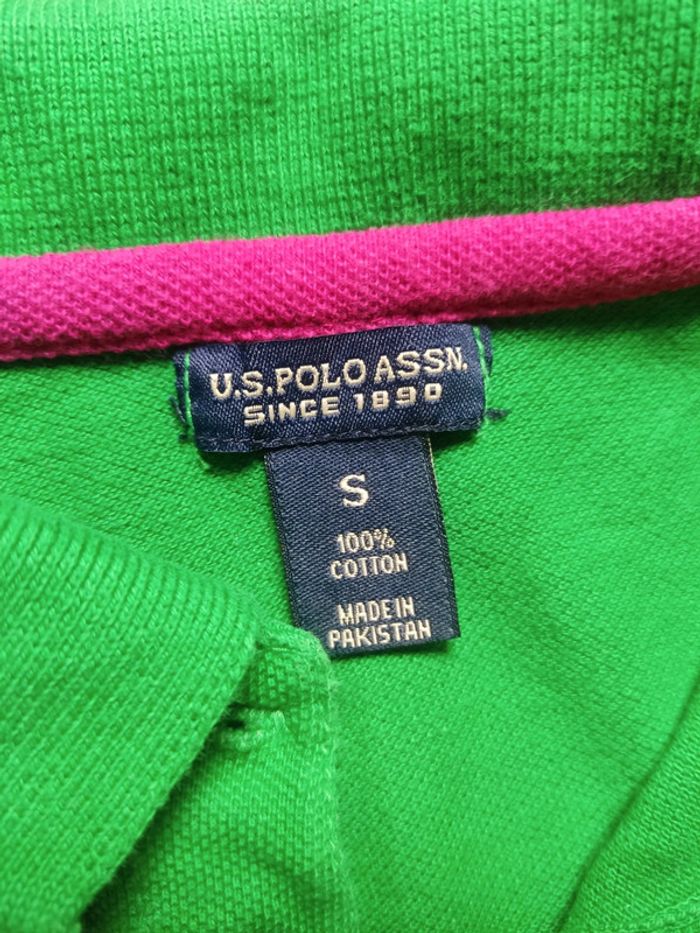 U.S. POLO ASSN.
SINCE 1890
S
100%
COTTON
MADE IN
PAKISTAN